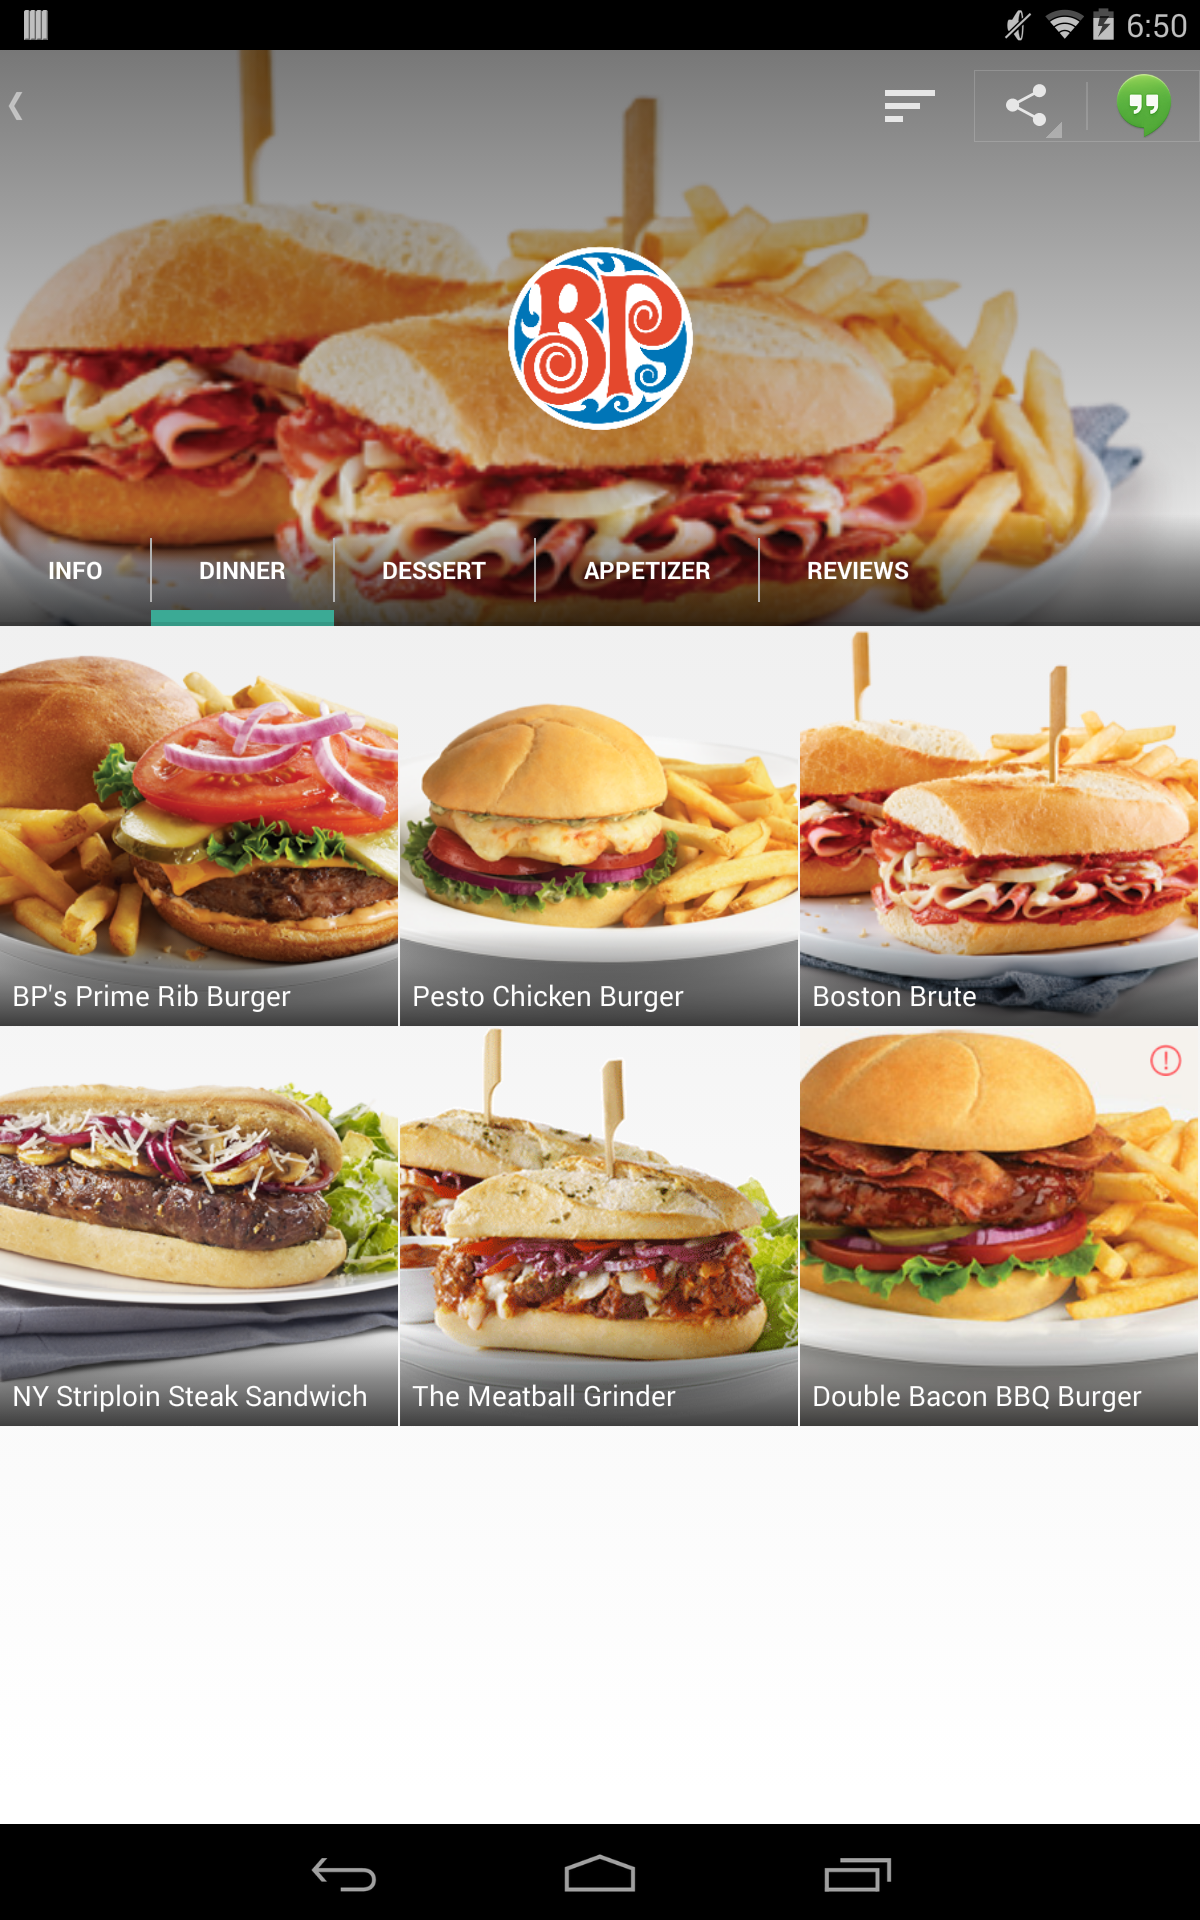 6:50
BP
INFO
DINNER
DESSERT
APPETIZER
REVIEWS
BP's Prime Rib Burger
Pesto Chicken Burger
Boston Brute
NY Striploin Steak Sandwich
The Meatball Grinder
Double Bacon BBQ Burger